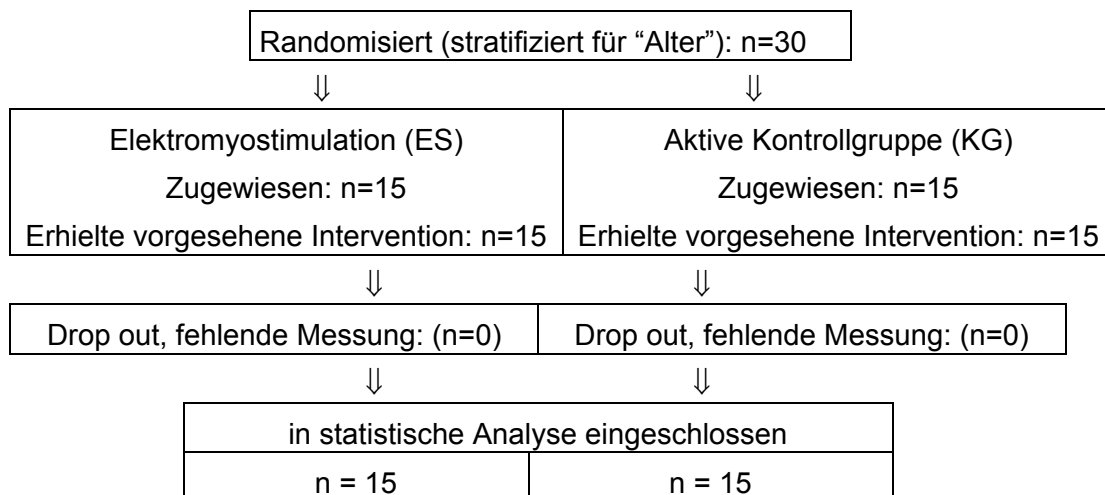 Randomisiert (stratifiziert für “Alter”): n=30
⇓ ⇓
Elektromyostimulation (ES)
Zugewiesen: n=15
Erhielte vorgesehene Intervention: n=15
Aktive Kontrollgruppe (KG)
Zugewiesen: n=15
Erhielte vorgesehene Intervention: n=15
⇓ ⇓
Drop out, fehlende Messung: (n=0)
Drop out, fehlende Messung: (n=0)
⇓ ⇓
in statistische Analyse eingeschlossen
n = 15
n = 15